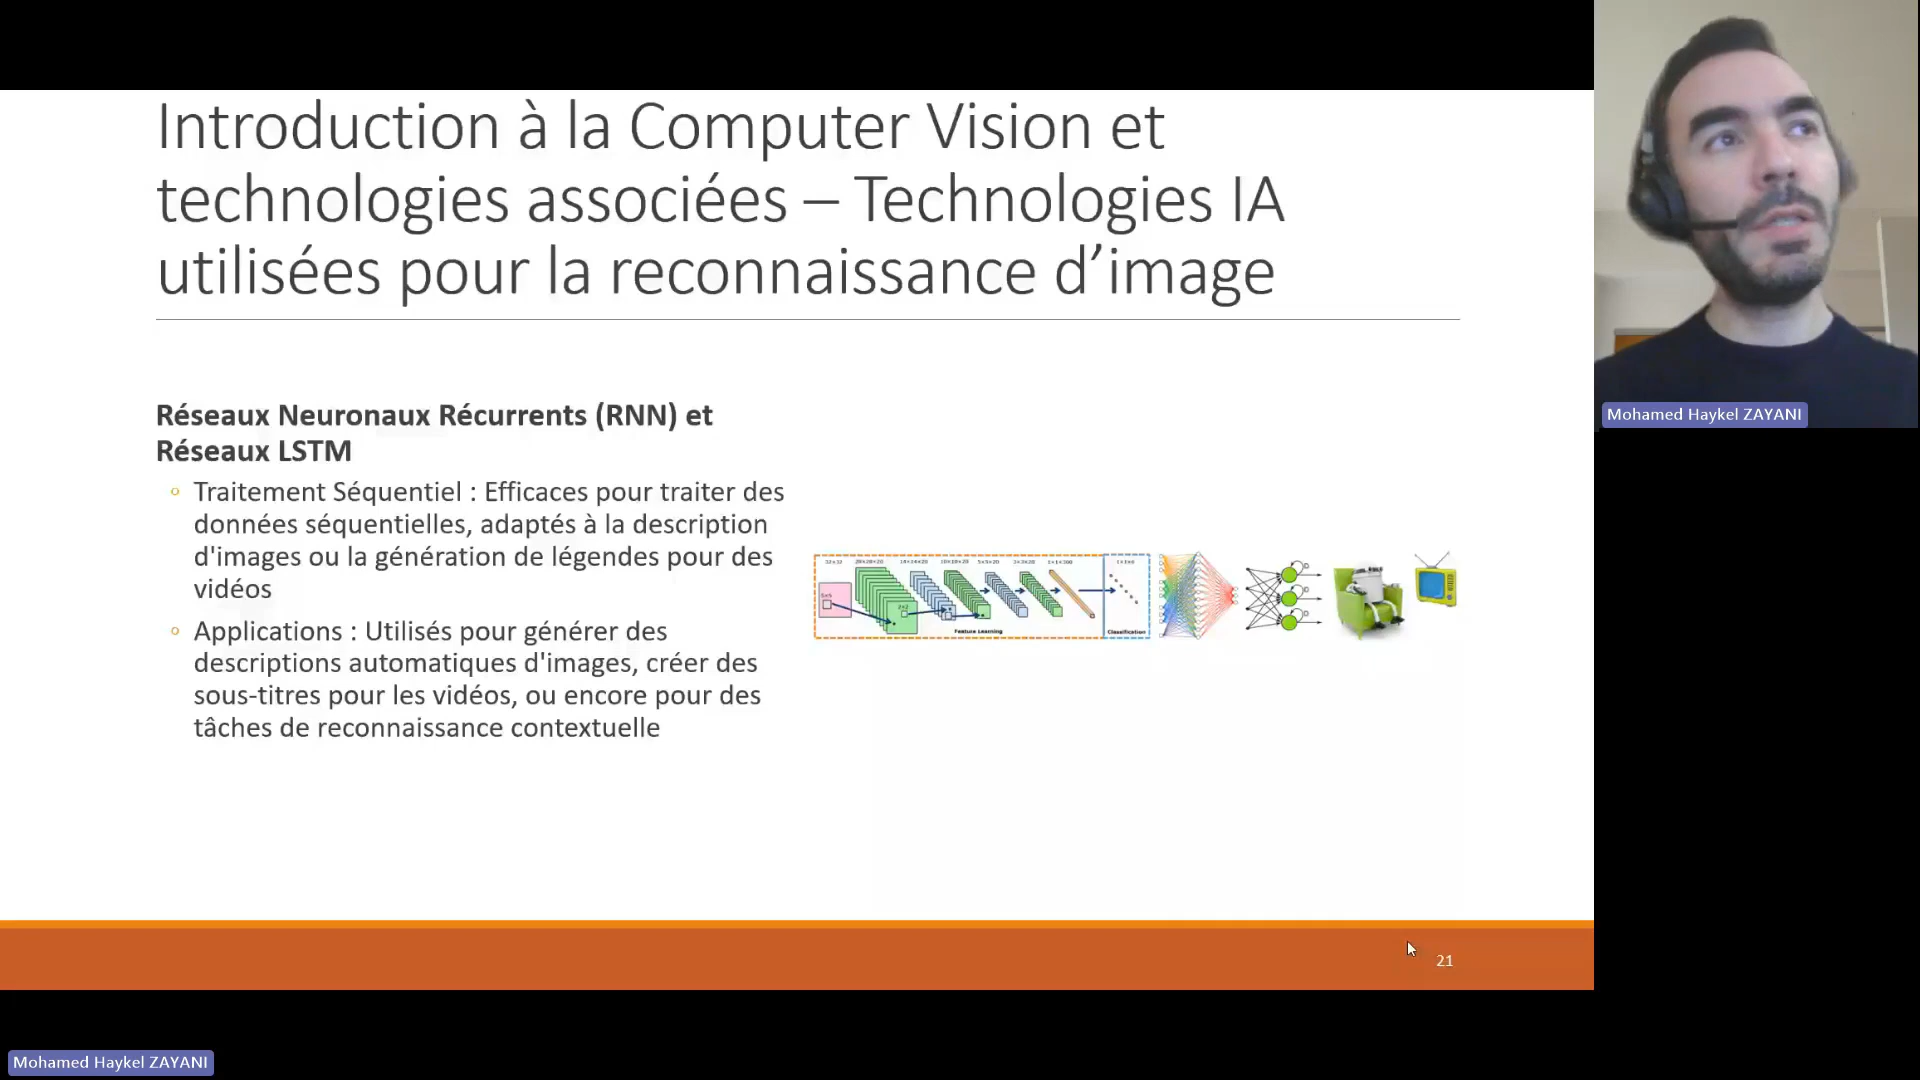 Introduction à la Computer Vision et
technologies associées – Technologies IA
utilisées pour la reconnaissance d’image
Réseaux Neuronaux Récurrents (RNN) et
Réseaux LSTM
Traitement Séquentiel : Efficaces pour traiter des
données séquentielles, adaptés à la description
d'images ou la génération de légendes pour des
vidéos
Applications : Utilisés pour générer des
descriptions automatiques d'images, créer des
sous-titres pour les vidéos, ou encore pour des
tâches de reconnaissance contextuelle
Feature Learning
Classification
21
Mohamed Haykel ZAYANI
Mohamed Haykel ZAYANI